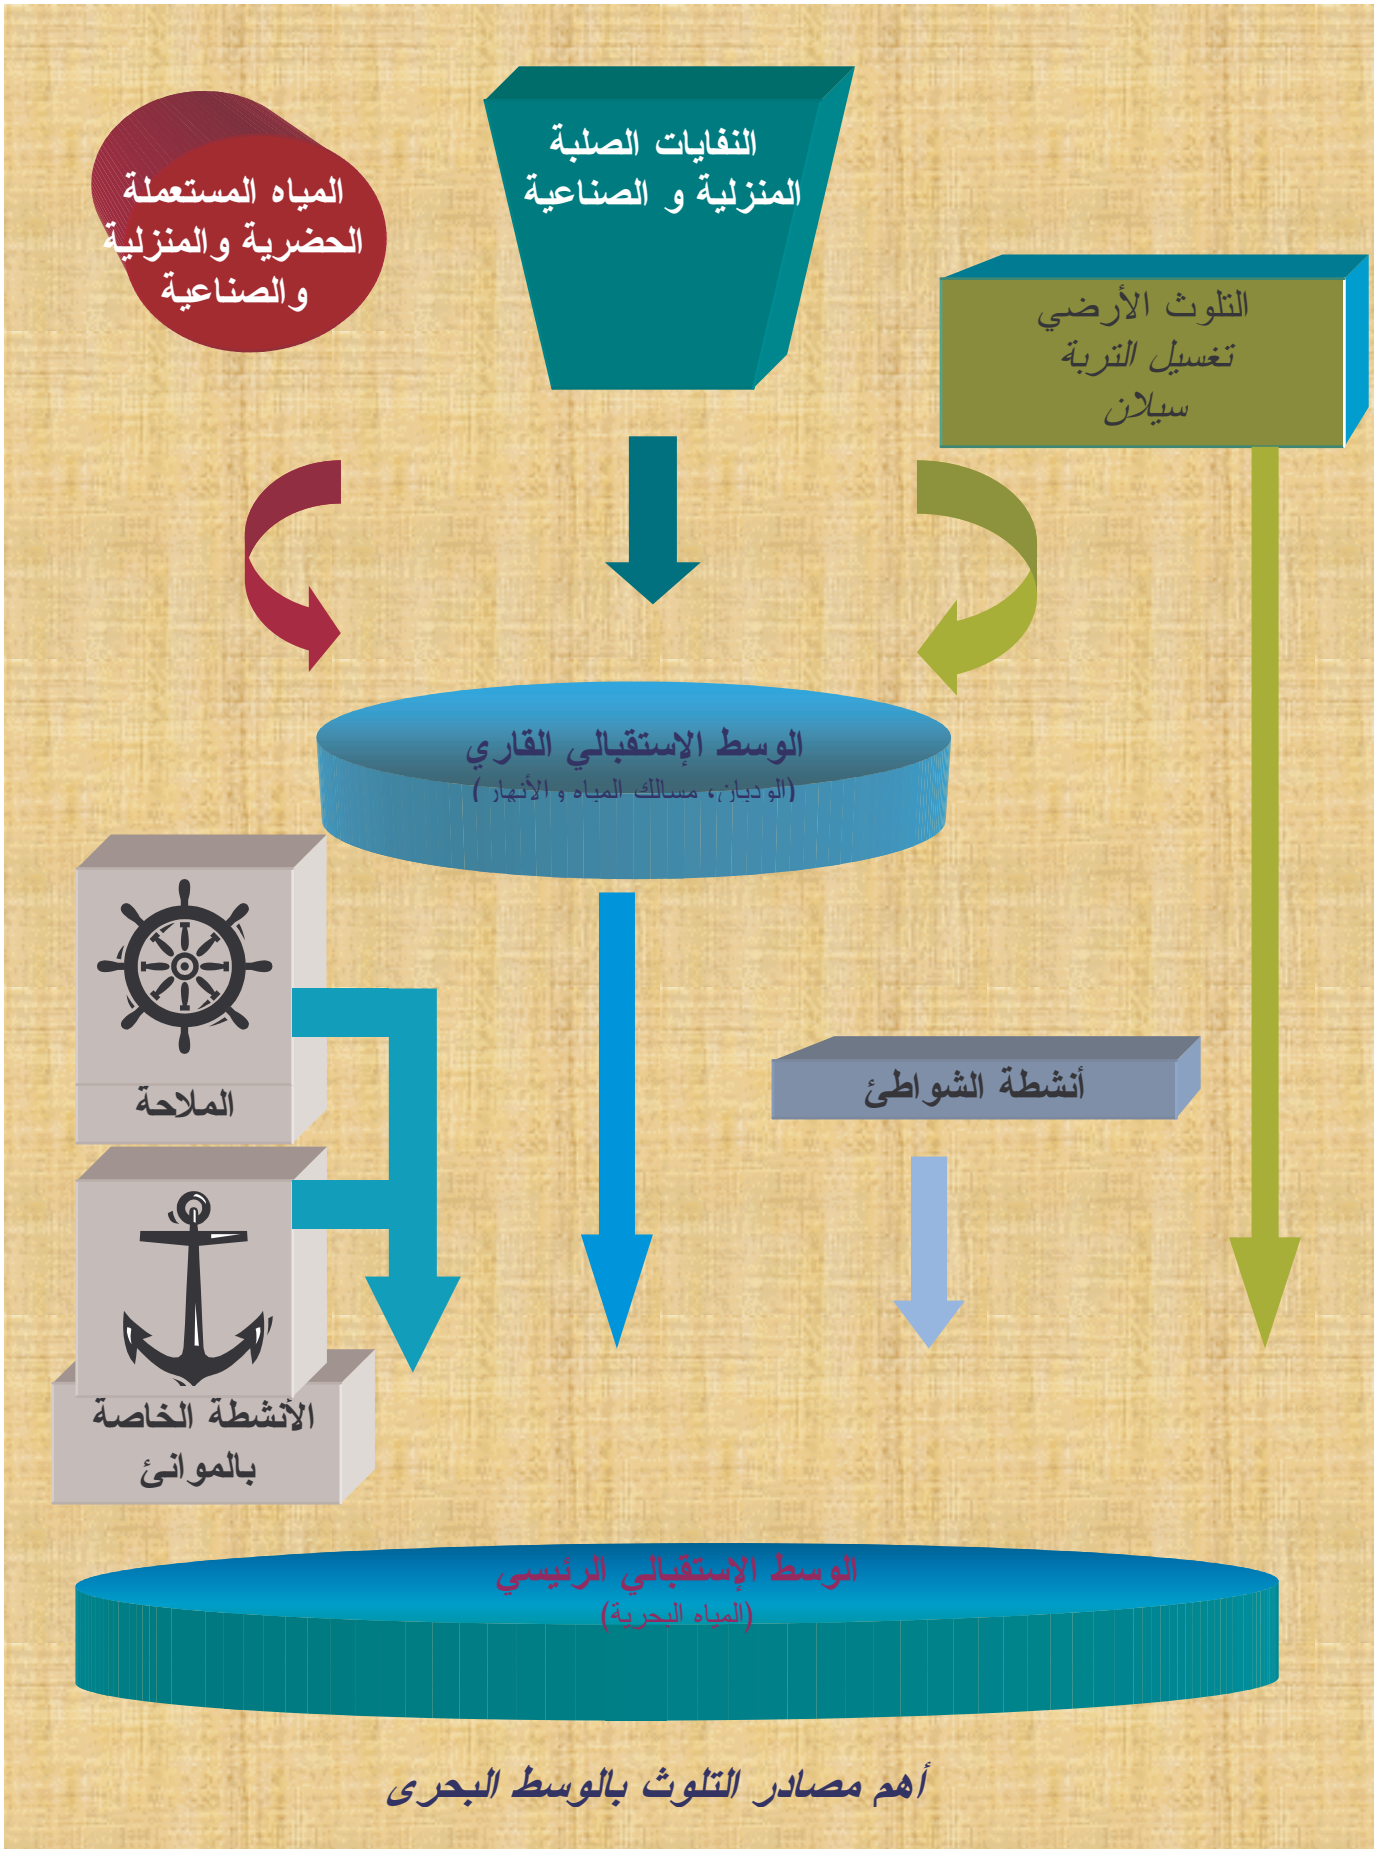 النفايات الصلبة
المنزلية و الصناعية
المياه المستعملة
الحضرية والمنزلية
والصناعية
التلوث الأرضي
تغسيل التربة
سيلان
الوسط الإستقبالي القاري
(الوديان، مسالك المياه والأنهار )
الملاحة
أنشطة الشواطئ
الأنشطة الخاصة
بالموانئ
الوسط الإستقبالي الرئيسي
(المياه البحرية)
أهم مصادر التلوث بالوسط البحرى